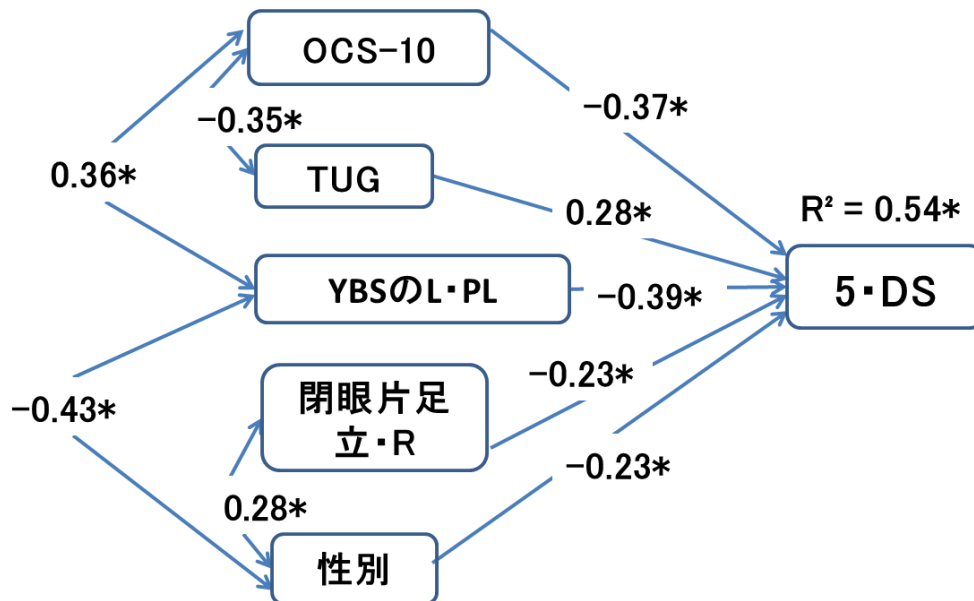 OCS-10
-0.37*
-0.35*
0.36*
TUG
0.28*
R² = 0.54*
YBSのL・PL
-0.39*
5・DS
-0.23*
閉眼片足
立・R
-0.43*
-0.23*
0.28*
性別